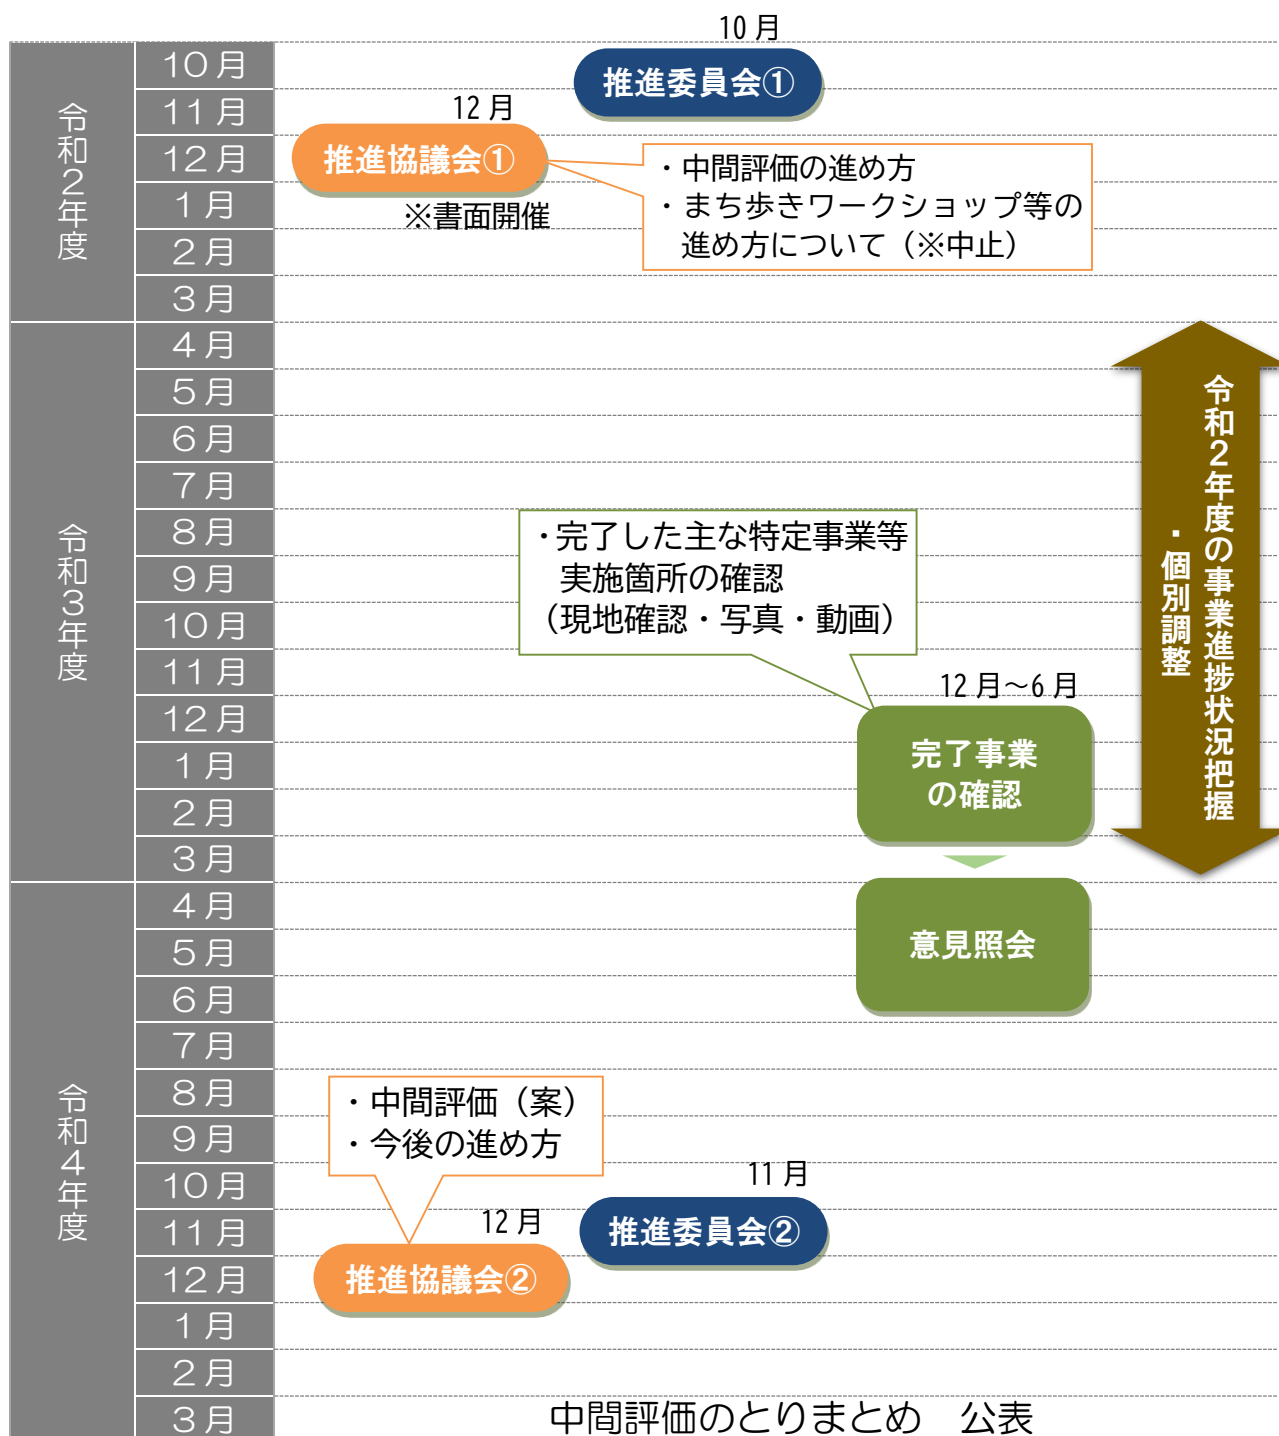 令和２年度
10月
11月
12月
１月
２月
３月
10月
推進委員会①
12月
推進協議会①
※書面開催
・中間評価の進め方
・まち歩きワークショップ等の
進め方について（※中止）
令和３年度
４月
５月
６月
７月
８月
９月
10月
11月
12月
１月
２月
３月
令和２年度の事業進捗状況把握
・個別調整
・完了した主な特定事業等
実施箇所の確認
（現地確認・写真・動画）
12月～6月
完了事業
の確認
意見照会
令和４年度
４月
５月
６月
７月
８月
９月
10月
11月
12月
１月
２月
３月
・中間評価（案）
・今後の進め方
11月
推進委員会②
12月
推進協議会②
中間評価のとりまとめ　公表